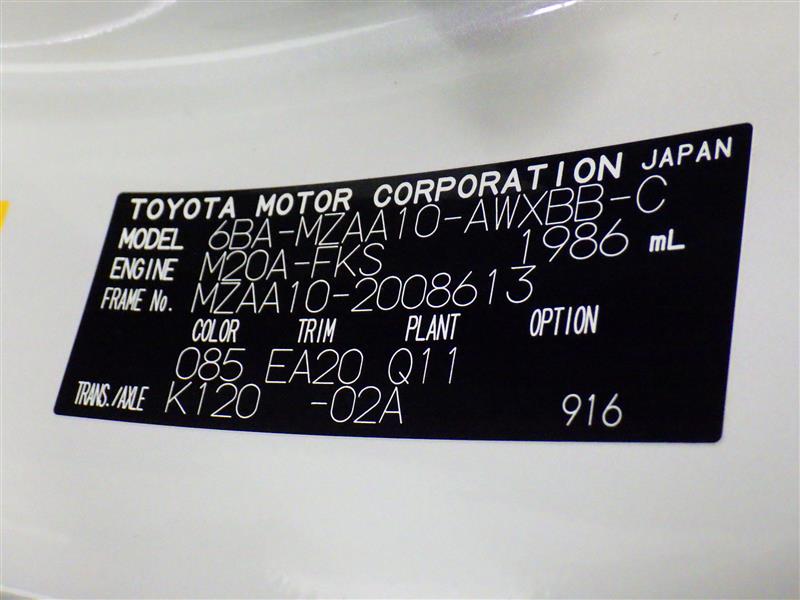 TOYOTA MOTOR CORPORATION JAPAN
MODEL 6BA-MZAA10-AWXBB-C
ENGINE M20A-FKS 1986 mL
FRAME No. MZAA10-2008613
COLOR TRIM PLANT OPTION
085 EA20 Q11
TRANS./AXLE K120 -02A 916